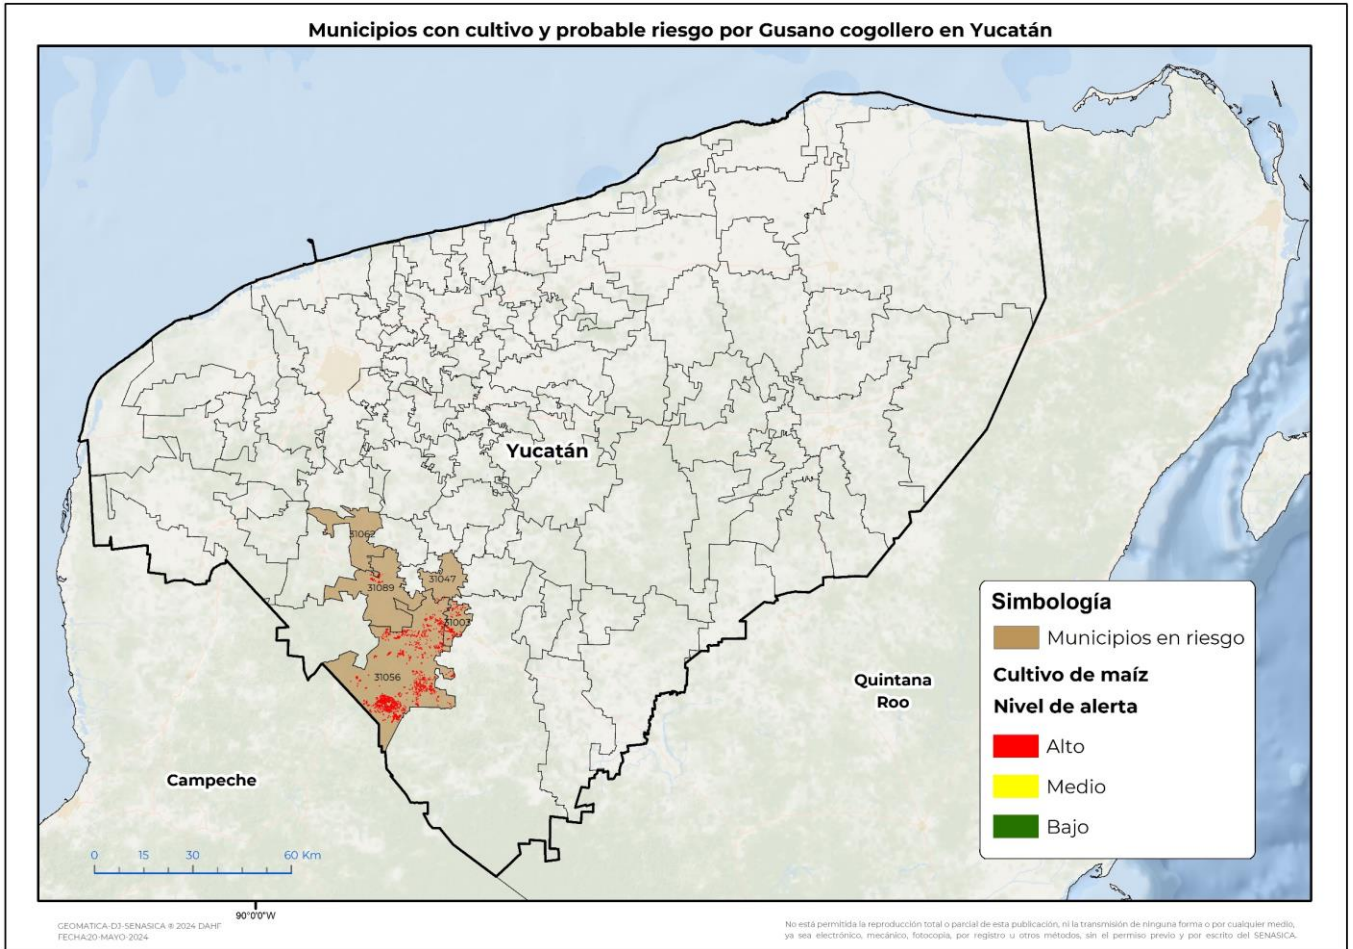 Municipios con cultivo y probable riesgo por Gusano cogollero en Yucatán
Yucatán
31062
31089
31047
31003
31056
Quintana
Roo
Campeche
Simbología
Municipios en riesgo
Cultivo de maíz
Nivel de alerta
Alto
Medio
Bajo
0 15 30 60 Km
90°0'0"W
GEOMATICA-DJ-SENASICA ® 2024 DAHF
FECHA:20-MAYO-2024
No está permitida la reproducción total o parcial de esta publicación, ni la transmisión de ninguna forma o por cualquier medio,
ya sea electrónico, mecánico, fotocopia, por registro u otros métodos, sin el permiso previo y por escrito del SENASICA.